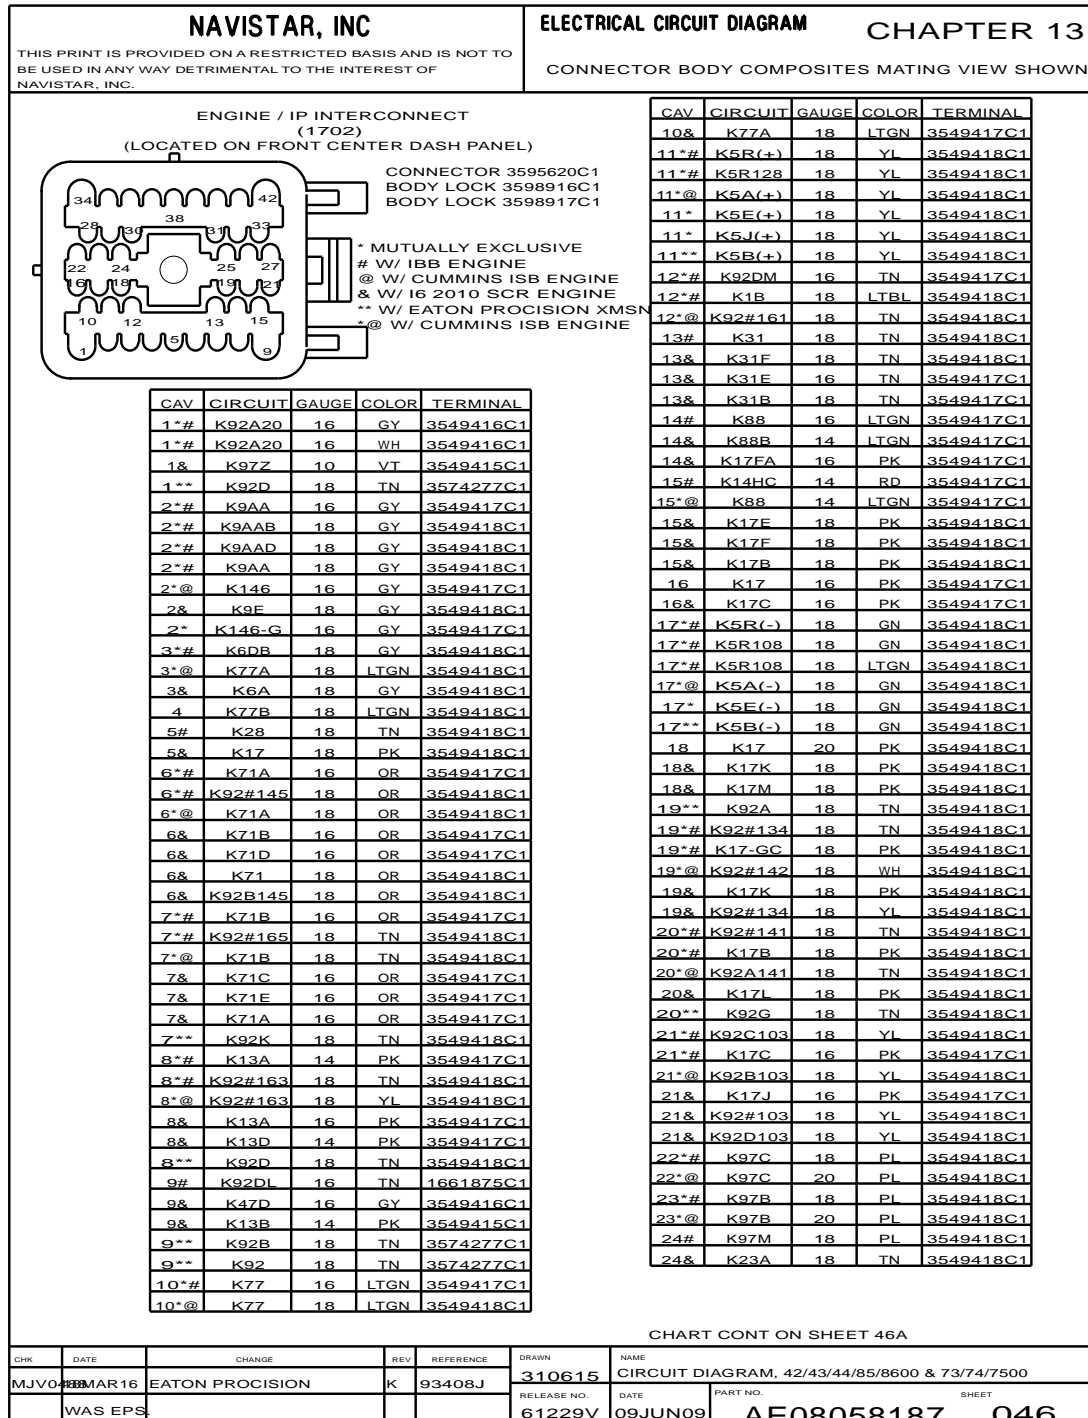 NAVISTAR, INC
THIS PRINT IS PROVIDED ON A RESTRICTED BASIS AND IS NOT TO
BE USED IN ANY WAY DETRIMENTAL TO THE INTEREST OF
NAVISTAR, INC.
ELECTRICAL CIRCUIT DIAGRAM
CHAPTER 13
CONNECTOR BODY COMPOSITES MATING VIEW SHOWN
ENGINE / IP INTERCONNECT
(1702)
(LOCATED ON FRONT CENTER DASH PANEL)
CONNECTOR 3595620C1
BODY LOCK 3598916C1
BODY LOCK 3598917C1
34 42
38
28 30 31 33
22 24 25 27
16 18 19 21
10 12 13 15
1 5 9
* MUTUALLY EXCLUSIVE
# W/ IBB ENGINE
@ W/ CUMMINS ISB ENGINE
& W/ I6 2010 SCR ENGINE
** W/ EATON PROCISION XMSN
*@ W/ CUMMINS ISB ENGINE
CAV CIRCUIT GAUGE COLOR TERMINAL
1*# K92A20 16 GY 3549416C1
1*# K92A20 16 WH 3549416C1
1& K97Z 10 VT 3549415C1
1** K92D 18 TN 3574277C1
2*# K9AA 16 GY 3549417C1
2*# K9AAB 18 GY 3549418C1
2*# K9AAD 18 GY 3549418C1
2*# K9AA 18 GY 3549418C1
2*@ K146 16 GY 3549417C1
2& K9E 18 GY 3549418C1
2* K146-G 16 GY 3549417C1
3*# K6DB 18 GY 3549418C1
3*@ K77A 18 LTGN 3549418C1
3& K6A 18 GY 3549418C1
4 K77B 18 LTGN 3549418C1
5# K28 18 TN 3549418C1
5& K17 18 PK 3549418C1
6*# K71A 16 OR 3549417C1
6*# K92#145 18 OR 3549418C1
6*@ K71A 18 OR 3549418C1
6& K71B 16 OR 3549417C1
6& K71D 16 OR 3549417C1
6& K71 18 OR 3549418C1
6& K92B145 18 OR 3549418C1
7*# K71B 16 OR 3549417C1
7*# K92#165 18 TN 3549418C1
7*@ K71B 18 TN 3549418C1
7& K71C 16 OR 3549417C1
7& K71E 16 OR 3549417C1
7& K71A 16 OR 3549417C1
7** K92K 18 TN 3549418C1
8*# K13A 14 PK 3549417C1
8*# K92#163 18 TN 3549418C1
8*@ K92#163 18 YL 3549418C1
8& K13A 16 PK 3549417C1
8& K13D 14 PK 3549417C1
8** K92D 18 TN 3549418C1
9# K92DL 16 TN 1661875C1
9& K47D 16 GY 3549416C1
9& K13B 14 PK 3549415C1
9** K92B 18 TN 3574277C1
9** K92 18 TN 3574277C1
10*# K77 16 LTGN 3549417C1
10*@ K77 18 LTGN 3549418C1
CAV CIRCUIT GAUGE COLOR TERMINAL
10& K77A 18 LTGN 3549417C1
11*# K5R(+) 18 YL 3549418C1
11*# K5R128 18 YL 3549418C1
11*@ K5A(+) 18 YL 3549418C1
11* K5E(+) 18 YL 3549418C1
11* K5J(+) 18 YL 3549418C1
11** K5B(+) 18 YL 3549418C1
12*# K92DM 16 TN 3549417C1
12*# K1B 18 LTBL 3549418C1
12*@ K92#161 18 TN 3549418C1
13# K31 18 TN 3549418C1
13& K31F 18 TN 3549418C1
13& K31E 16 TN 3549417C1
13& K31B 18 TN 3549417C1
14# K88 16 LTGN 3549417C1
14& K88B 14 LTGN 3549417C1
14& K17FA 16 PK 3549417C1
15# K14HC 14 RD 3549417C1
15*@ K88 14 LTGN 3549417C1
15& K17E 18 PK 3549418C1
15& K17F 18 PK 3549418C1
15& K17B 18 PK 3549418C1
16 K17 16 PK 3549417C1
16& K17C 16 PK 3549417C1
17*# K5R(-) 18 GN 3549418C1
17*# K5R108 18 GN 3549418C1
17*# K5R108 18 LTGN 3549418C1
17*@ K5A(-) 18 GN 3549418C1
17* K5E(-) 18 GN 3549418C1
17** K5B(-) 18 GN 3549418C1
18 K17 20 PK 3549418C1
18& K17K 18 PK 3549418C1
18& K17M 18 PK 3549418C1
19** K92A 18 TN 3549418C1
19*# K92#134 18 TN 3549418C1
19*# K17-GC 18 PK 3549418C1
19*@ K92#142 18 WH 3549418C1
19& K17K 18 PK 3549418C1
19& K92#134 18 YL 3549418C1
20*# K92#141 18 TN 3549418C1
20*# K17B 18 PK 3549418C1
20*@ K92A141 18 TN 3549418C1
20& K17L 18 PK 3549418C1
20** K92G 18 TN 3549418C1
21*# K92C103 18 YL 3549418C1
21*# K17C 16 PK 3549417C1
21*@ K92B103 18 YL 3549418C1
21& K17J 16 PK 3549417C1
21& K92#103 18 YL 3549418C1
21& K92D103 18 YL 3549418C1
22*# K97C 18 PL 3549418C1
22*@ K97C 20 PL 3549418C1
23*# K97B 18 PL 3549418C1
23*@ K97B 20 PL 3549418C1
24# K97M 18 PL 3549418C1
24& K23A 18 TN 3549418C1
CHART CONT ON SHEET 46A
CHK DATE CHANGE REV REFERENCE
EATON PROCISION K 93408J
WAS EPS.
DRAWN
310615
NAME
CIRCUIT DIAGRAM, 42/43/44/85/8600 & 73/74/7500
RELEASE NO.
61229V
DATE
09JUN09
PART NO.
AE08058187
SHEET
046